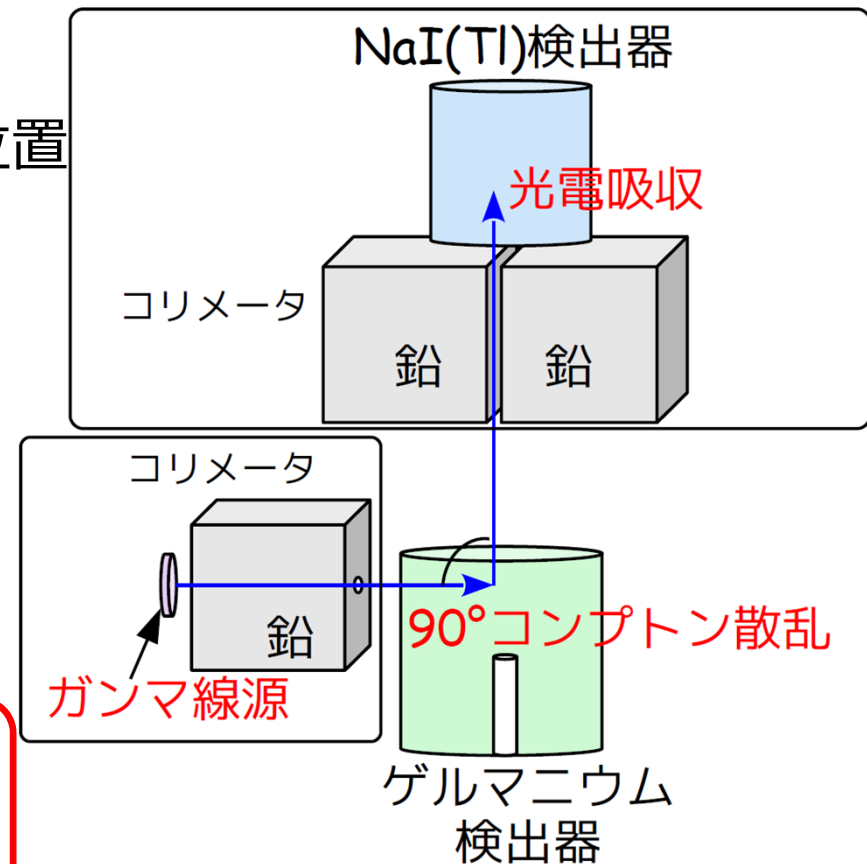 NaI(Tl)検出器
位置
光電吸収
コリメータ
鉛
鉛
コリメータ
鉛
90°コンプトン散乱
ガンマ線源
ゲルマニウム
検出器